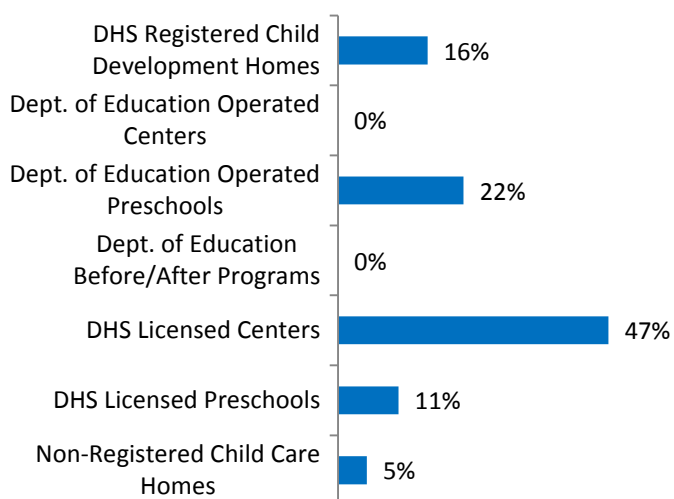 DHS Registered Child
Development Homes
16%
Dept. of Education Operated
Centers
0%
Dept. of Education Operated
Preschools
22%
Dept. of Education
Before/After Programs
0%
DHS Licensed Centers
47%
DHS Licensed Preschools
11%
Non-Registered Child Care
Homes
5%